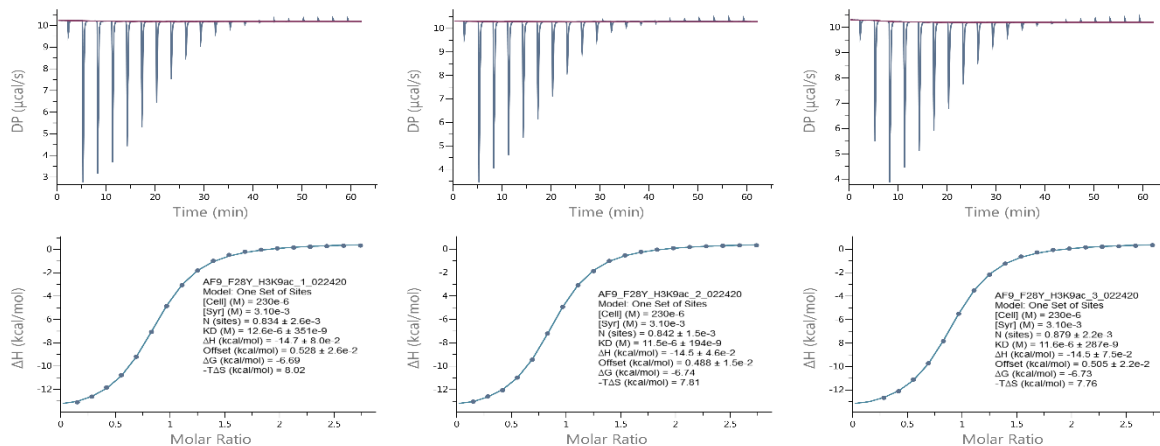 DP (µcal/s)
10
9
8
7
6
5
4
3
0
10
20
30
40
50
60
Time (min)
ΔH (kcal/mol)
0
-2
-4
-6
-8
-10
-12
AF9_F28Y_H3K9ac_1_022420
Model: One Set of Sites
[Cell] (M) = 230e-6
[Syr] (M) = 3.10e-3
N (sites) = 0.834 ± 2.6e-3
KD (M) = 12.6e-6 ± 351e-9
ΔH (kcal/mol) = -14.7 ± 8.0e-2
Offset (kcal/mol) = 0.528 ± 2.6e-2
ΔG (kcal/mol) = -6.69
-TΔS (kcal/mol) = 8.02
0
0.5
1
1.5
2
2.5
Molar Ratio
DP (µcal/s)
10
9
8
7
6
5
4
0
10
20
30
40
50
60
Time (min)
ΔH (kcal/mol)
0
-2
-4
-6
-8
-10
-12
AF9_F28Y_H3K9ac_2_022420
Model: One Set of Sites
[Cell] (M) = 230e-6
[Syr] (M) = 3.10e-3
N (sites) = 0.842 ± 1.5e-3
KD (M) = 11.5e-6 ± 194e-9
ΔH (kcal/mol) = -14.5 ± 4.6e-2
Offset (kcal/mol) = 0.488 ± 1.5e-2
ΔG (kcal/mol) = -6.74
-TΔS (kcal/mol) = 7.81
0
0.5
1
1.5
2
2.5
Molar Ratio
DP (µcal/s)
10
9
8
7
6
5
4
0
10
20
30
40
50
60
Time (min)
ΔH (kcal/mol)
0
-2
-4
-6
-8
-10
-12
AF9_F28Y_H3K9ac_3_022420
Model: One Set of Sites
[Cell] (M) = 230e-6
[Syr] (M) = 3.10e-3
N (sites) = 0.879 ± 2.2e-3
KD (M) = 11.6e-6 ± 287e-9
ΔH (kcal/mol) = -14.5 ± 7.5e-2
Offset (kcal/mol) = 0.505 ± 2.2e-2
ΔG (kcal/mol) = -6.73
-TΔS (kcal/mol) = 7.76
0
0.5
1
1.5
2
2.5
Molar Ratio